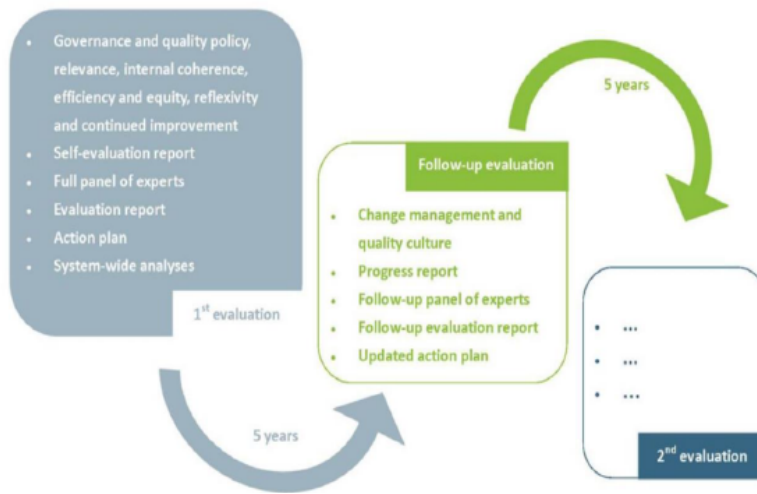 • Governance and quality policy,
relevance, internal coherence,
efficiency and equity, reflexivity
and continued improvement
• Self-evaluation report
• Full panel of experts
• Evaluation report
• Action plan
• System-wide analyses
1st evaluation
5 years
Follow-up evaluation
• Change management and
quality culture
• Progress report
• Follow-up panel of experts
• Follow-up evaluation report
• Updated action plan
5 years
• ...
• ...
• ...
2nd evaluation